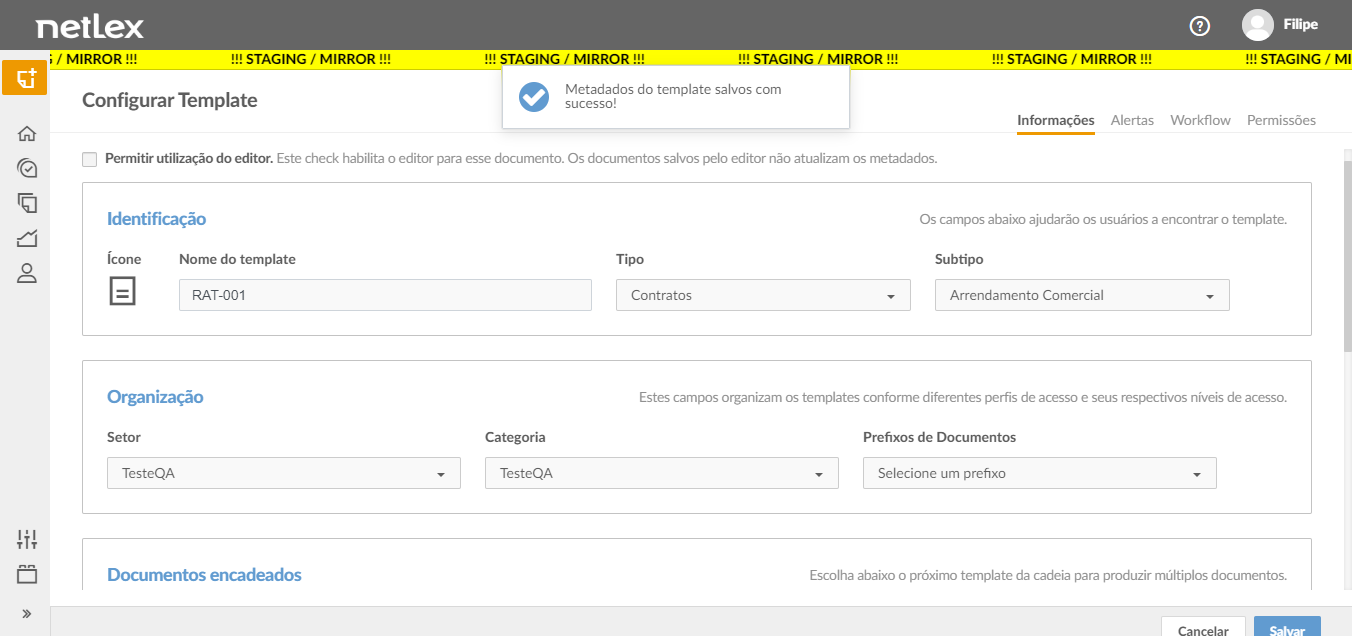 netlex
Filipe
/ MIRROR !!! !!! STAGING / MIRROR !!! !!! STAGING / MIRROR !!! !!! STAGING / MIRROR !!! !!! STAGING / MIRROR !!! !!! STAGING / MI
Metadados do template salvos com
sucesso!
Configurar Template
Informações Alertas Workflow Permissões
Permitir utilização do editor. Este check habilita o editor para esse documento. Os documentos salvos pelo editor não atualizam os metadados.
Identificação
Os campos abaixo ajudarão os usuários a encontrar o template.
Ícone Nome do template Tipo Subtipo
RAT-001 Contratos Arrendamento Comercial
Organização
Estes campos organizam os templates conforme diferentes perfis de acesso e seus respectivos níveis de acesso.
Setor Categoria Prefixos de Documentos
TesteQA TesteQA Selecione um prefixo
Documentos encadeados
Escolha abaixo o próximo template da cadeia para produzir múltiplos documentos.
Cancelar Salvar